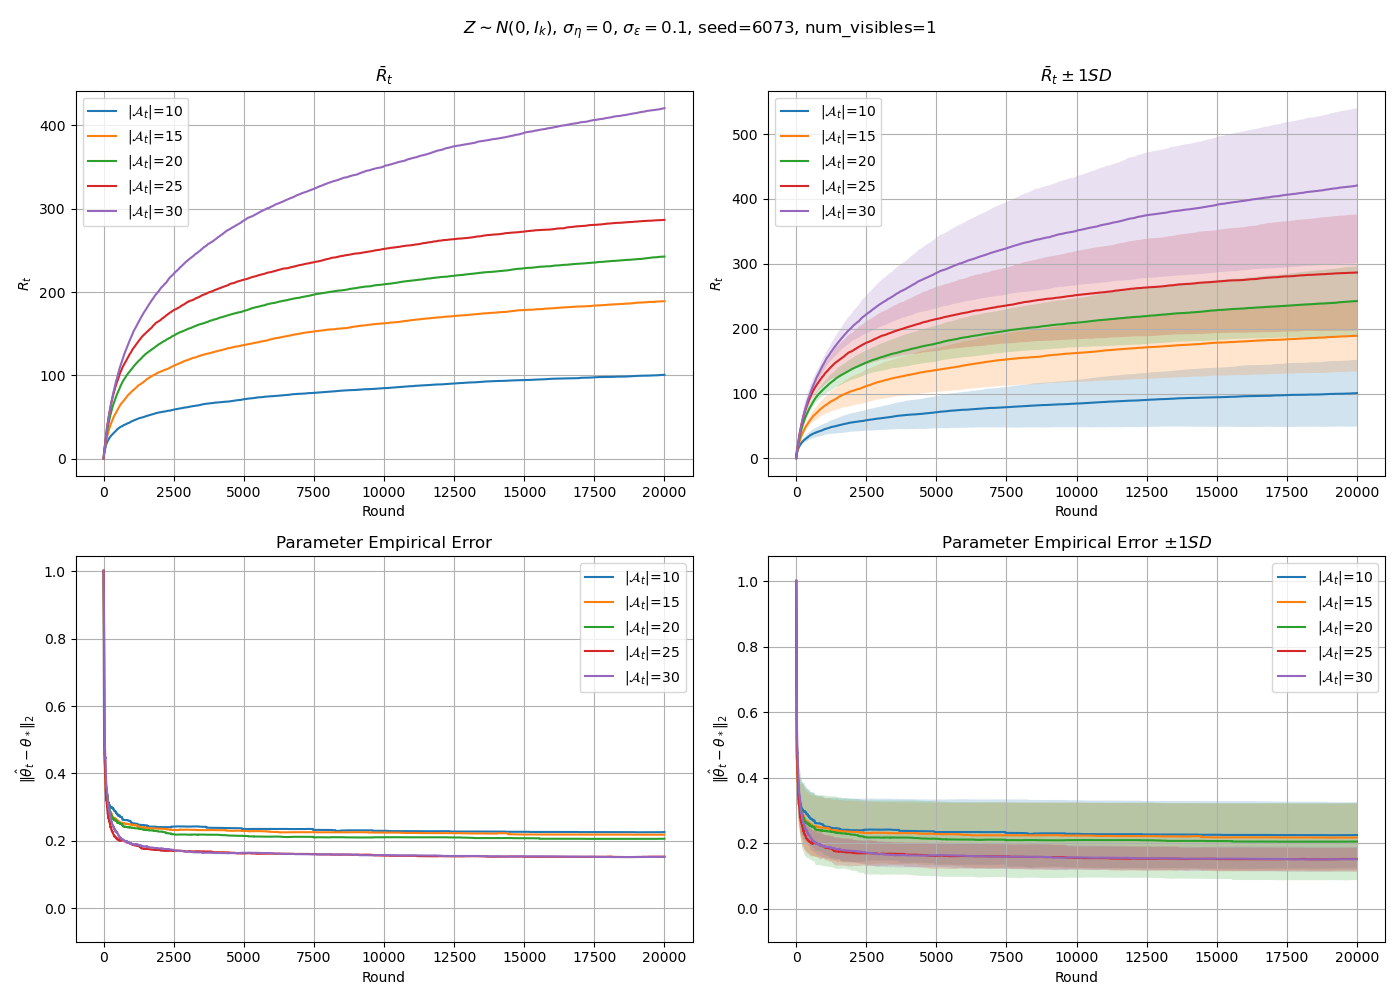 Z ∼ N(0, I_k), σ_η = 0, σ_ε = 0.1, seed=6073, num_visibles=1
R̄_t
|𝒜_t|=10
|𝒜_t|=15
|𝒜_t|=20
|𝒜_t|=25
|𝒜_t|=30
R_t
400
300
200
100
0
0 2500 5000 7500 10000 12500 15000 17500 20000
Round
R̄_t ± 1SD
|𝒜_t|=10
|𝒜_t|=15
|𝒜_t|=20
|𝒜_t|=25
|𝒜_t|=30
R_t
500
400
300
200
100
0
0 2500 5000 7500 10000 12500 15000 17500 20000
Round
Parameter Empirical Error
|𝒜_t|=10
|𝒜_t|=15
|𝒜_t|=20
|𝒜_t|=25
|𝒜_t|=30
‖θ̂_t − θ_*‖_2
1.0
0.8
0.6
0.4
0.2
0.0
0 2500 5000 7500 10000 12500 15000 17500 20000
Round
Parameter Empirical Error ±1SD
|𝒜_t|=10
|𝒜_t|=15
|𝒜_t|=20
|𝒜_t|=25
|𝒜_t|=30
‖θ̂_t − θ_*‖_2
1.0
0.8
0.6
0.4
0.2
0.0
0 2500 5000 7500 10000 12500 15000 17500 20000
Round